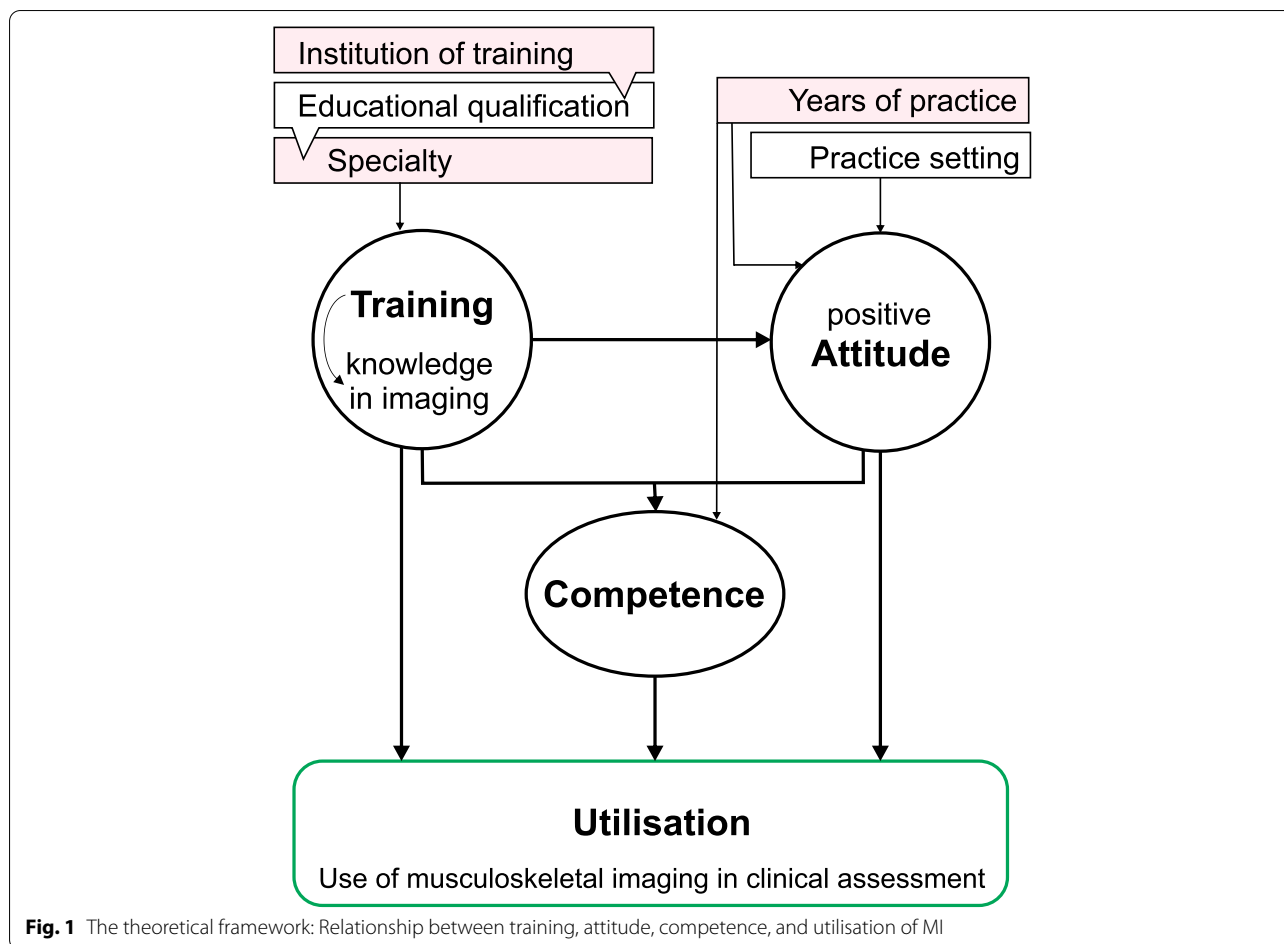 Institution of training
Educational qualification
Specialty
Years of practice
Practice setting
Training
knowledge
in imaging
positive
Attitude
Competence
Utilisation
Use of musculoskeletal imaging in clinical assessment
Fig. 1 The theoretical framework: Relationship between training, attitude, competence, and utilisation of MI